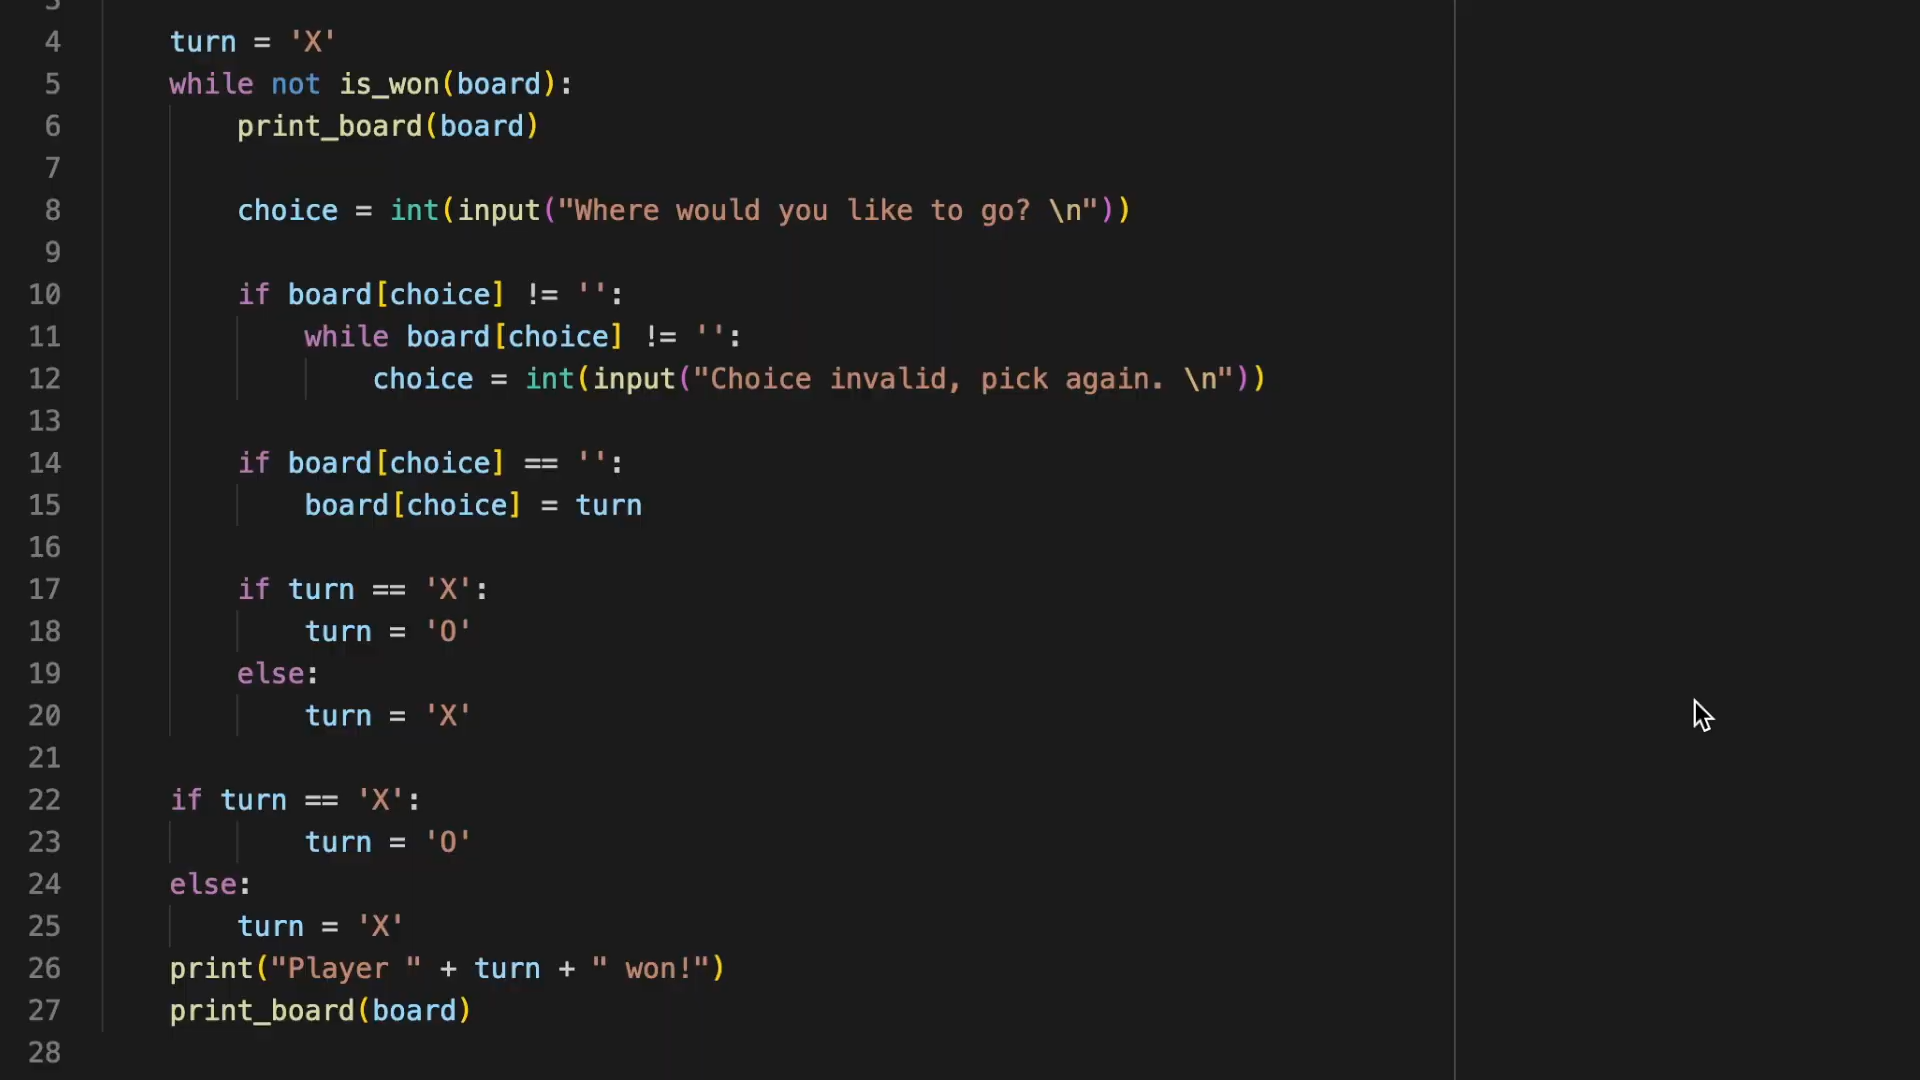 3
4 turn = 'X'
5 while not is_won(board):
6 print_board(board)
7
8 choice = int(input("Where would you like to go? \n"))
9
10 if board[choice] != '':
11 while board[choice] != '':
12 choice = int(input("Choice invalid, pick again. \n"))
13
14 if board[choice] == '':
15 board[choice] = turn
16
17 if turn == 'X':
18 turn = 'O'
19 else:
20 turn = 'X'
21
22 if turn == 'X':
23 turn = 'O'
24 else:
25 turn = 'X'
26 print("Player " + turn + " won!")
27 print_board(board)
28